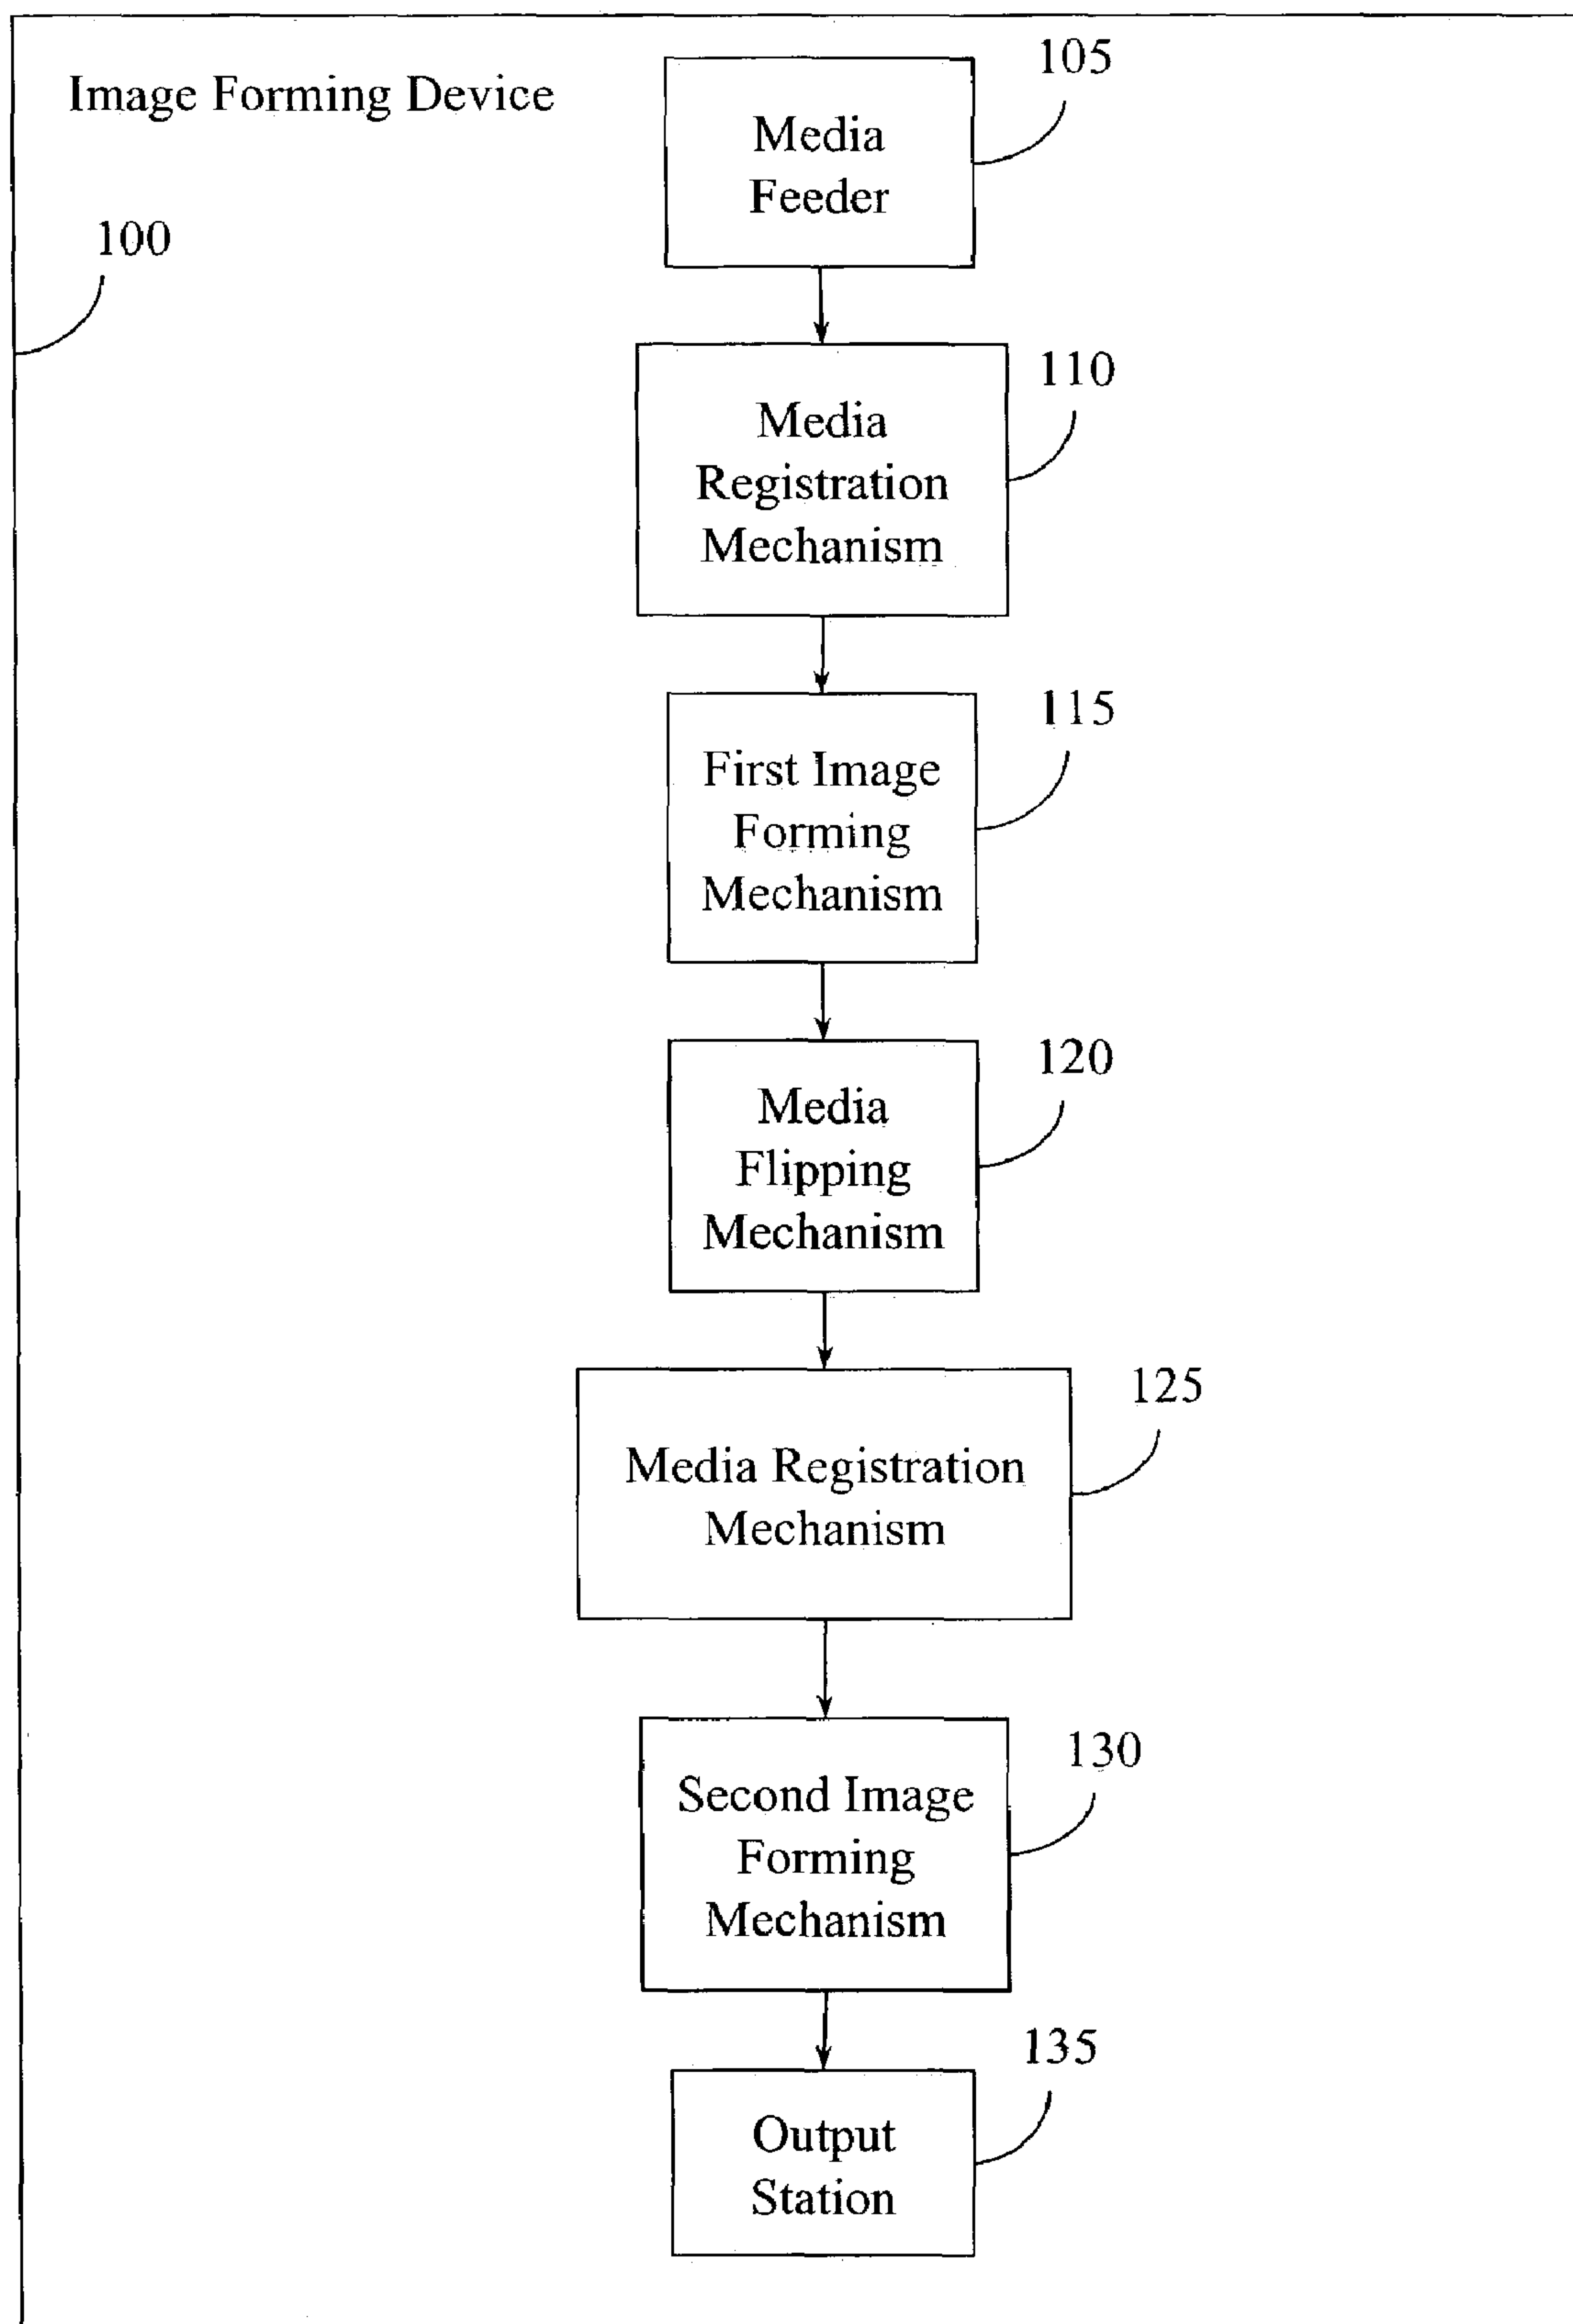 Image Forming Device
100
105
Media
Feeder
110
Media
Registration
Mechanism
115
First Image
Forming
Mechanism
120
Media
Flipping
Mechanism
125
Media Registration
Mechanism
130
Second Image
Forming
Mechanism
135
Output
Station